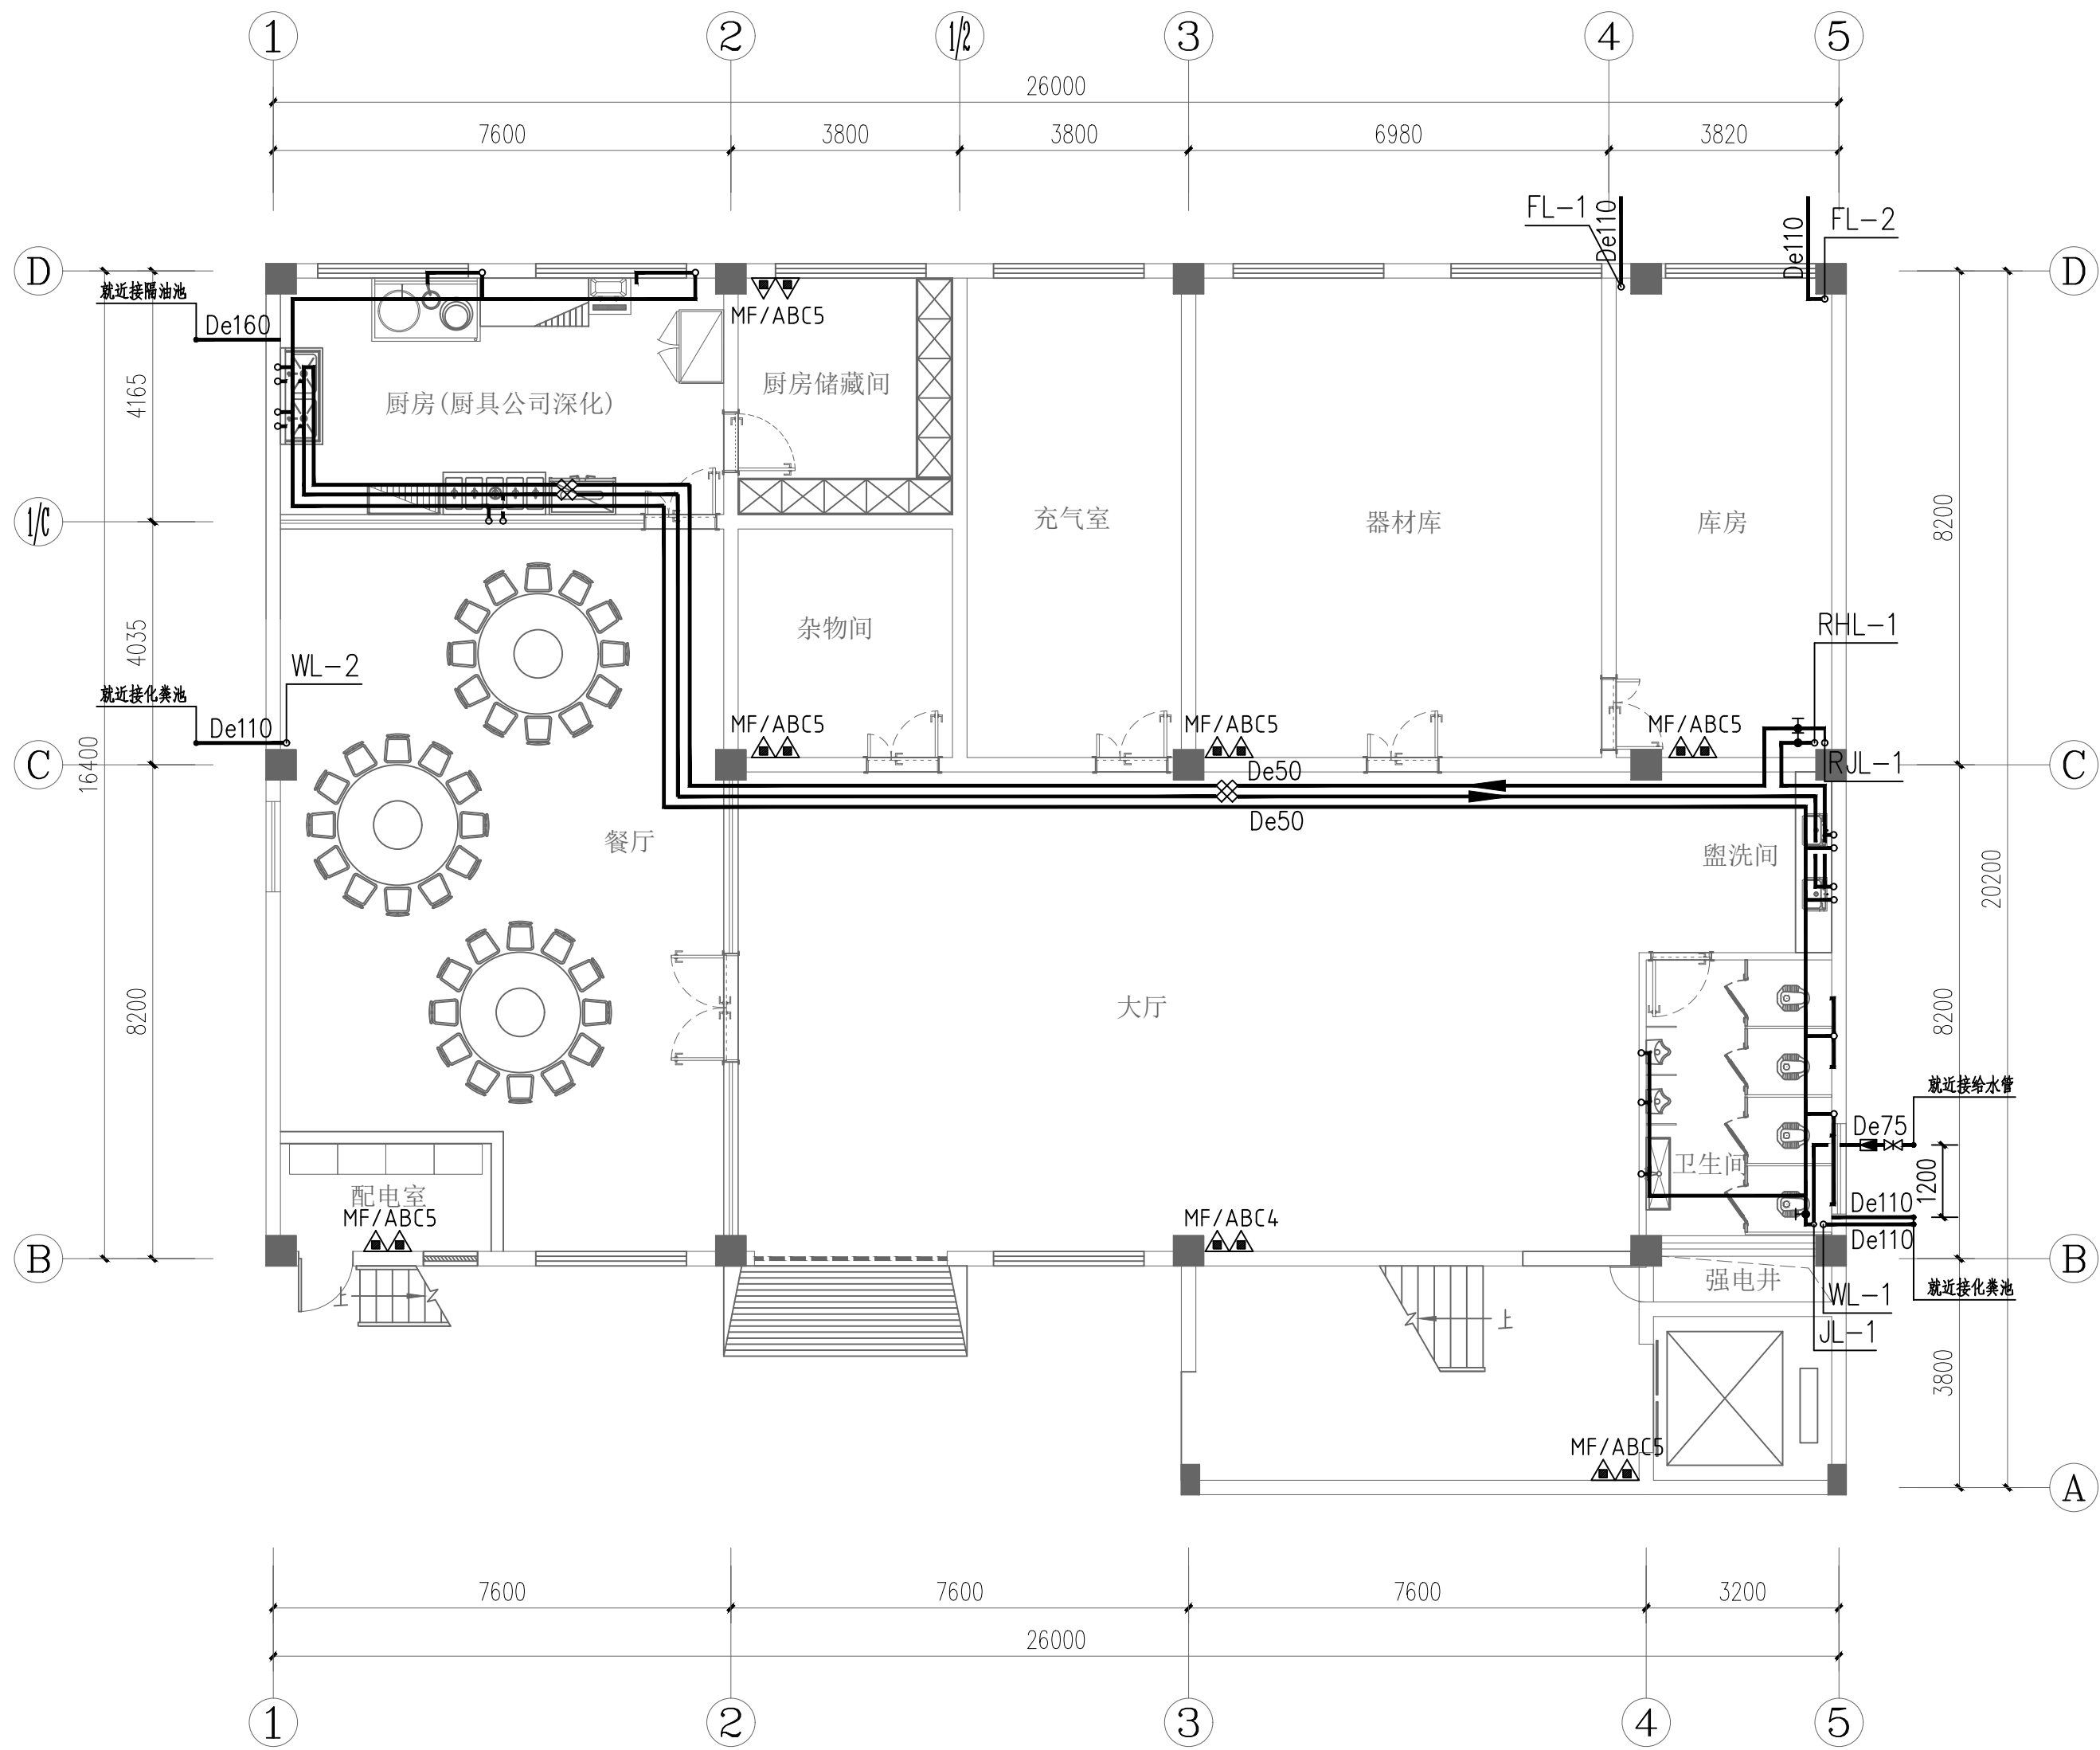 1 2 1/2 3 4 5
26000
7600 3800 3800 6980 3820
FL-1 De110 De110 FL-2
D D
就近接隔油池
De160
MF/ABC5
4165
厨房(厨具公司深化)
厨房储藏间
1/C
充气室 器材库 库房
8200
4035
杂物间
RHL-1
WL-2
就近接化粪池
De110
MF/ABC5 MF/ABC5 MF/ABC5
C C
16400
De50
RJL-1
De50
餐厅
盥洗间
20200
8200
大厅
8200
就近接给水管
De75
卫生间
1200
配电室
De110
MF/ABC5
MF/ABC4
De110
B B
强电井
就近接化粪池
上
WL-1
上
JL-1
3800
MF/ABC5
A
7600 7600 7600 3200
26000
1 2 3 4 5